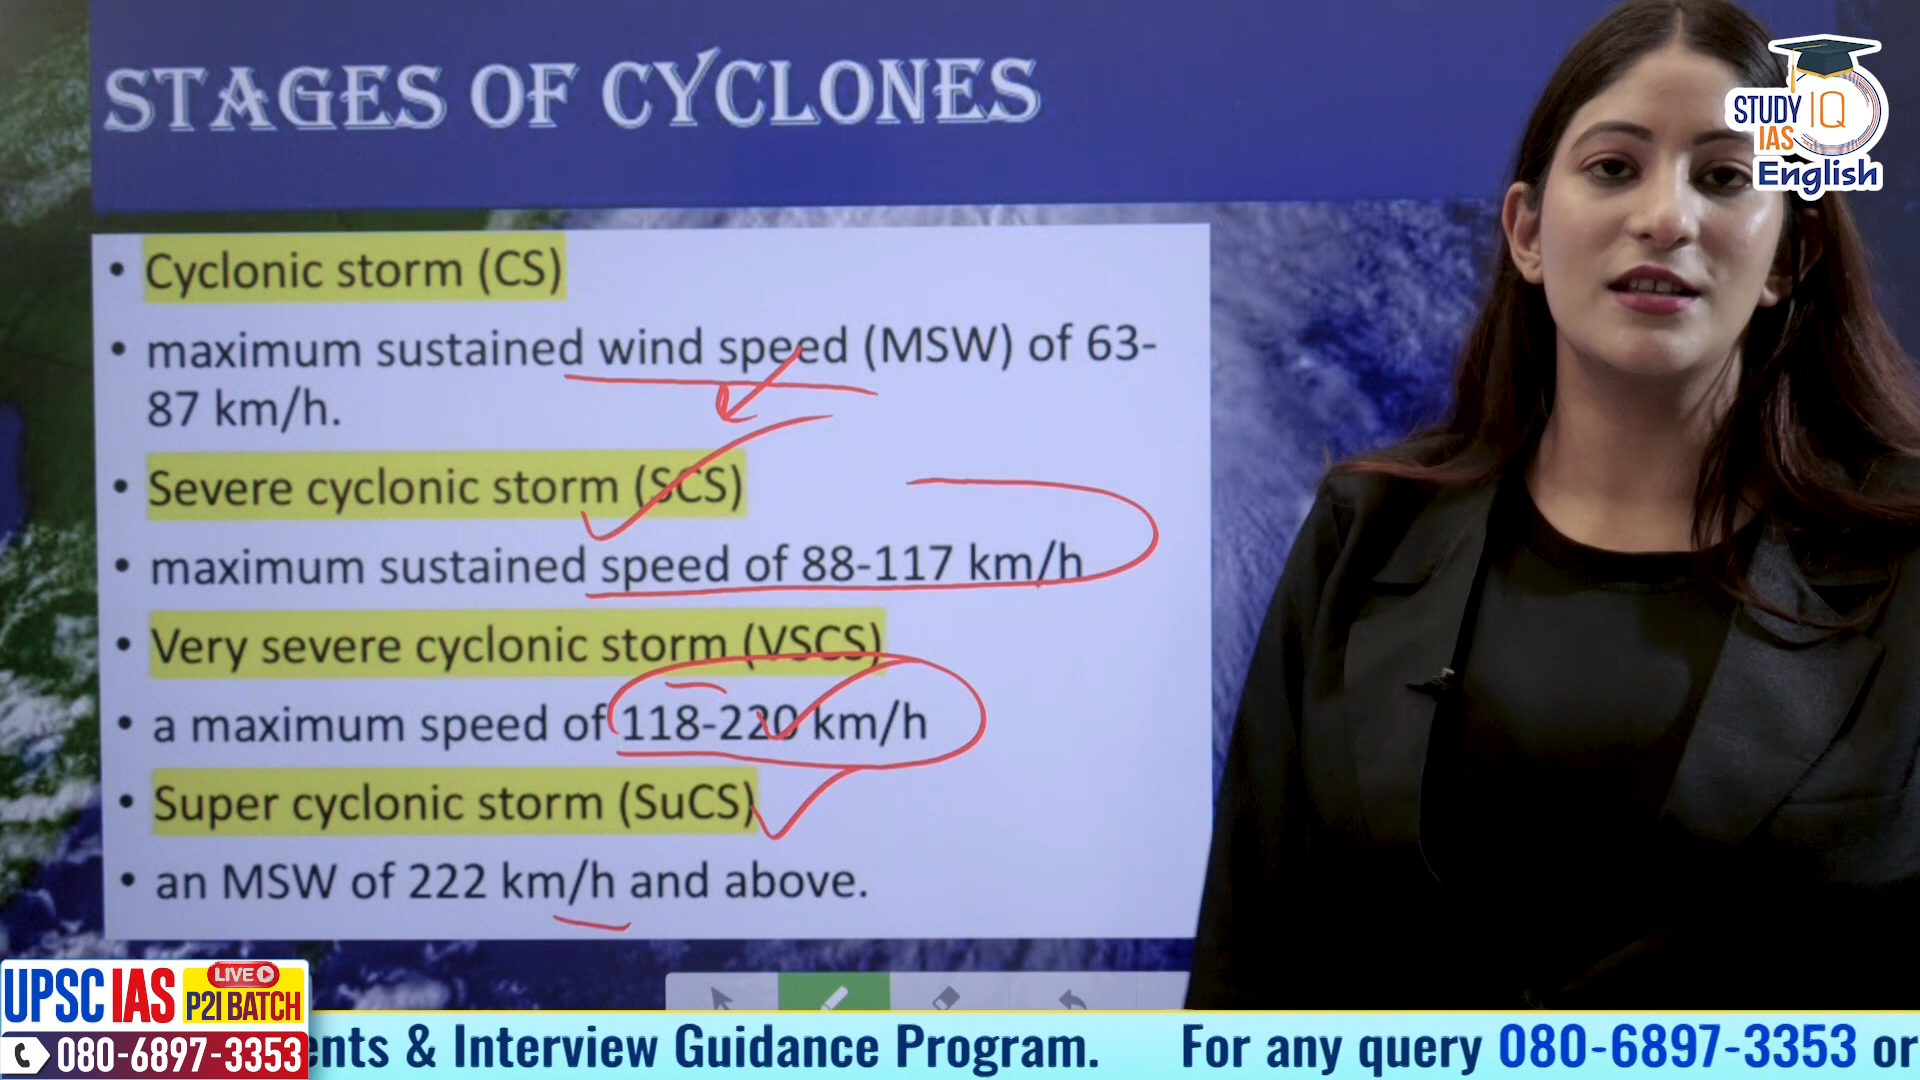 STAGES OF CYCLONES
STUDY IQ
IAS
English
• Cyclonic storm (CS)
• maximum sustained wind speed (MSW) of 63-
87 km/h.
• Severe cyclonic storm (SCS)
• maximum sustained speed of 88-117 km/h
• Very severe cyclonic storm (VSCS)
• a maximum speed of 118-220 km/h
• Super cyclonic storm (SuCS)
• an MSW of 222 km/h and above.
UPSC IAS
LIVE
P2I BATCH
080-6897-3353
ents & Interview Guidance Program. For any query 080-6897-3353 or